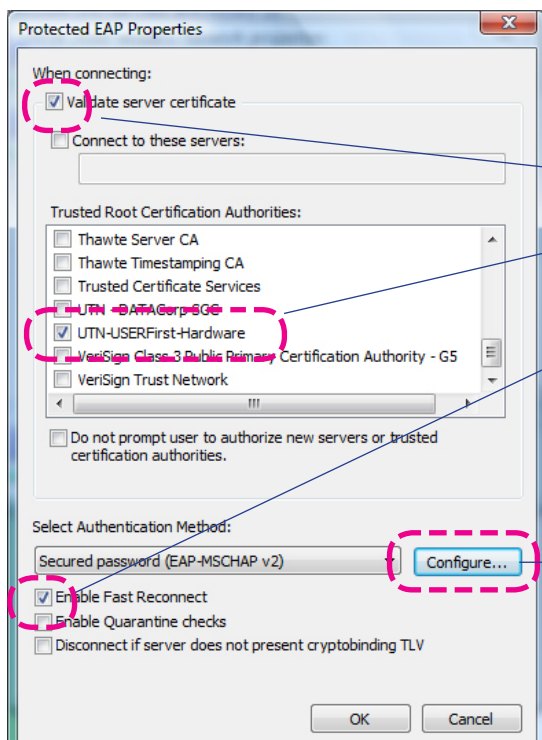 Protected EAP Properties
When connecting:
Validate server certificate
Connect to these servers:
Trusted Root Certification Authorities:
Thawte Server CA
Thawte Timestamping CA
Trusted Certificate Services
UTN - DATACorp SGC
UTN-USERFirst-Hardware
VeriSign Class 3 Public Primary Certification Authority - G5
VeriSign Trust Network
Do not prompt user to authorize new servers or trusted
certification authorities.
Select Authentication Method:
Secured password (EAP-MSCHAP v2)
Configure...
Enable Fast Reconnect
Enable Quarantine checks
Disconnect if server does not present cryptobinding TLV
OK
Cancel